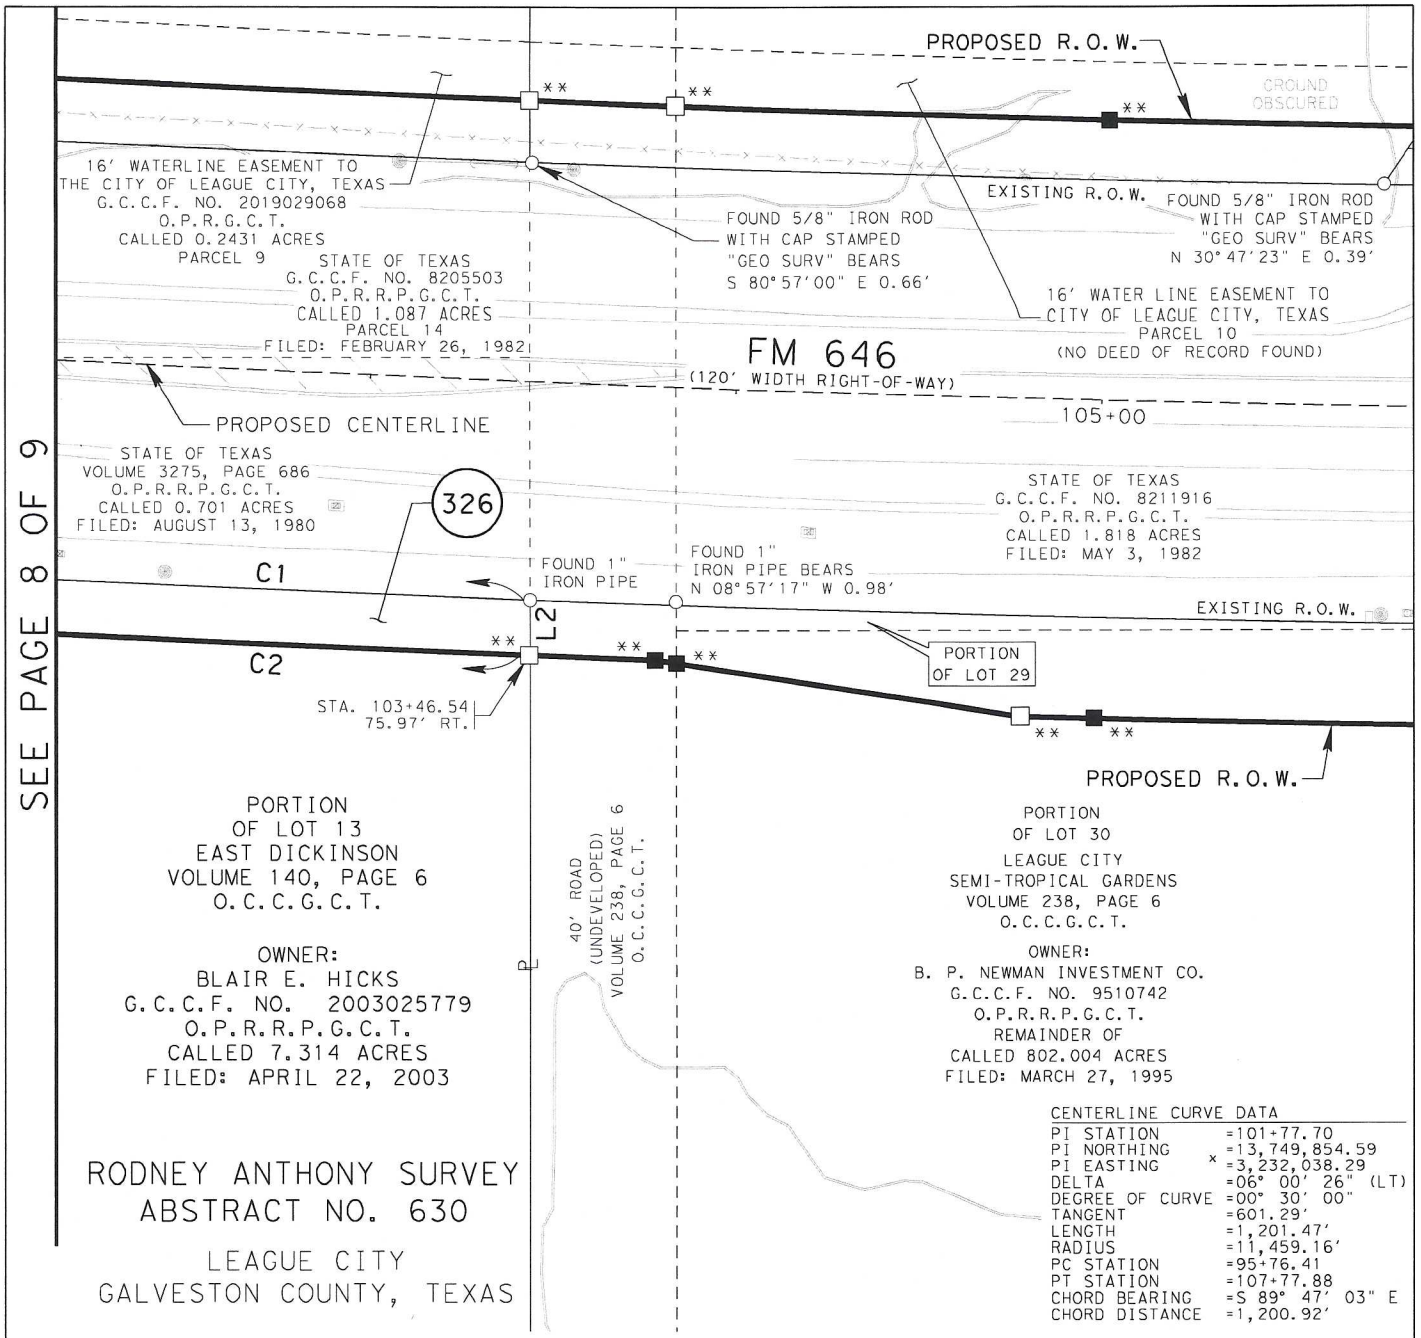 SEE PAGE 8 OF 9
PROPOSED R.O.W.
**
**
**
GROUND
OBSCURED
16' WATERLINE EASEMENT TO
THE CITY OF LEAGUE CITY, TEXAS
G.C.C.F. NO. 2019029068
O.P.R.G.C.T.
CALLED 0.2431 ACRES
PARCEL 9
EXISTING R.O.W.
FOUND 5/8" IRON ROD
WITH CAP STAMPED
"GEO SURV" BEARS
S 80°57'00" E 0.66'
FOUND 5/8" IRON ROD
WITH CAP STAMPED
"GEO SURV" BEARS
N 30°47'23" E 0.39'
STATE OF TEXAS
G.C.C.F. NO. 8205503
O.P.R.R.P.G.C.T.
CALLED 1.087 ACRES
PARCEL 14
FILED: FEBRUARY 26, 1982
16' WATER LINE EASEMENT TO
CITY OF LEAGUE CITY, TEXAS
PARCEL 10
(NO DEED OF RECORD FOUND)
FM 646
(120' WIDTH RIGHT-OF-WAY)
105+00
PROPOSED CENTERLINE
STATE OF TEXAS
VOLUME 3275, PAGE 686
O.P.R.R.P.G.C.T.
CALLED 0.701 ACRES
FILED: AUGUST 13, 1980
326
STATE OF TEXAS
G.C.C.F. NO. 8211916
O.P.R.R.P.G.C.T.
CALLED 1.818 ACRES
FILED: MAY 3, 1982
C1
FOUND 1"
IRON PIPE
FOUND 1"
IRON PIPE BEARS
N 08°57'17" W 0.98'
EXISTING R.O.W.
L2
C2
**
**
**
PORTION
OF LOT 29
STA. 103+46.54
75.97' RT.
**
**
PROPOSED R.O.W.
PORTION
OF LOT 13
EAST DICKINSON
VOLUME 140, PAGE 6
O.C.C.G.C.T.
OWNER:
BLAIR E. HICKS
G.C.C.F. NO. 2003025779
O.P.R.R.P.G.C.T.
CALLED 7.314 ACRES
FILED: APRIL 22, 2003
PL
40' ROAD
(UNDEVELOPED)
VOLUME 238, PAGE 6
O.C.C.G.C.T.
PORTION
OF LOT 30
LEAGUE CITY
SEMI-TROPICAL GARDENS
VOLUME 238, PAGE 6
O.C.C.G.C.T.
OWNER:
B. P. NEWMAN INVESTMENT CO.
G.C.C.F. NO. 9510742
O.P.R.R.P.G.C.T.
REMAINDER OF
CALLED 802.004 ACRES
FILED: MARCH 27, 1995
RODNEY ANTHONY SURVEY
ABSTRACT NO. 630
LEAGUE CITY
GALVESTON COUNTY, TEXAS
CENTERLINE CURVE DATA
PI STATION =101+77.70
PI NORTHING =13,749,854.59
PI EASTING x =3,232,038.29
DELTA =06° 00' 26" (LT)
DEGREE OF CURVE =00° 30' 00"
TANGENT =601.29'
LENGTH =1,201.47'
RADIUS =11,459.16'
PC STATION =95+76.41
PT STATION =107+77.88
CHORD BEARING =S 89° 47' 03" E
CHORD DISTANCE =1,200.92'